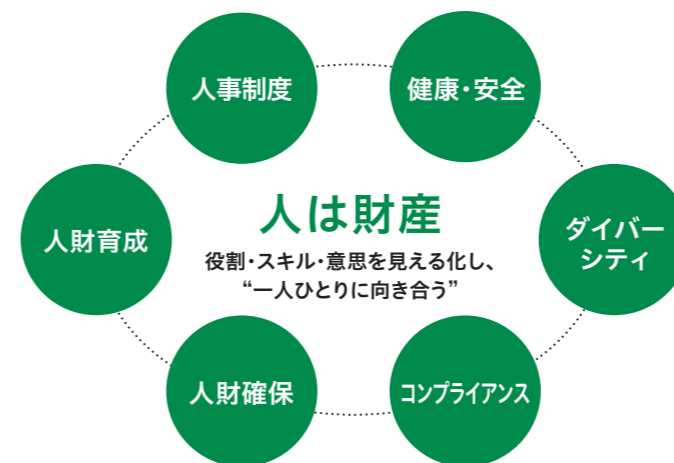 人事制度
健康・安全
人財育成
人は財産
役割・スキル・意思を見える化し、
“一人ひとりに向き合う”
ダイバー
シティ
人財確保
コンプライアンス